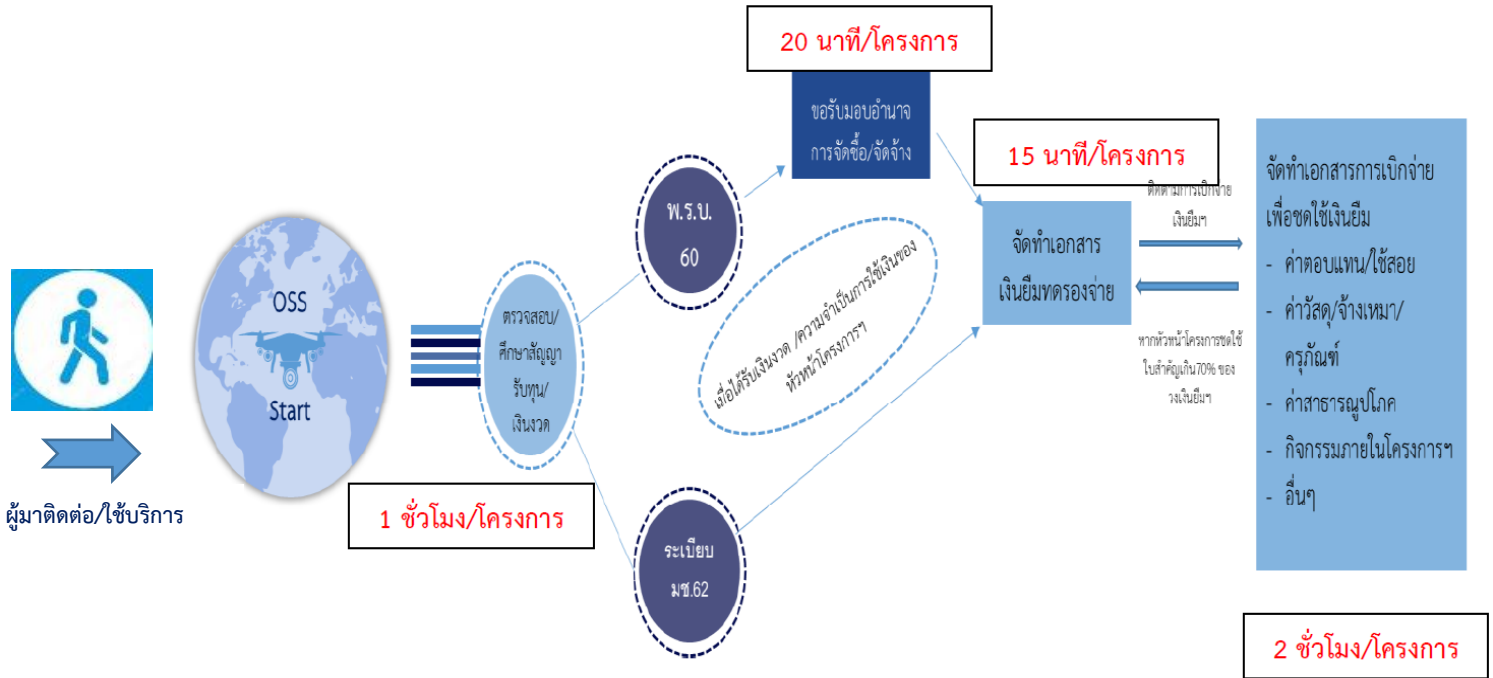 20 นาที/โครงการ
ขอรับมอบอำนาจ
การจัดซื้อ/จัดจ้าง
15 นาที/โครงการ
พ.ร.บ.
60
ติดตามการเบิกจ่าย
เงินยืมฯ
จัดทำเอกสาร
เงินยืมทดรองจ่าย
หากหัวหน้าโครงการชดใช้
ใบสำคัญเกิน70% ของ
วงเงินยืมฯ
จัดทำเอกสารการเบิกจ่าย
เพื่อชดใช้เงินยืม
- ค่าตอบแทน/ใช้สอย
- ค่าวัสดุ/จ้างเหมา/
ครุภัณฑ์
- ค่าสาธารณูปโภค
- กิจกรรมภายในโครงการฯ
- อื่นๆ
เมื่อได้รับเงินงวด /ความจำเป็นการใช้เงินของ
หัวหน้าโครงการฯ
OSS
Start
ตรวจสอบ/
ศึกษาสัญญา
รับทุน/
เงินงวด
ผู้มาติดต่อ/ใช้บริการ
1 ชั่วโมง/โครงการ
ระเบียบ
มช.62
2 ชั่วโมง/โครงการ